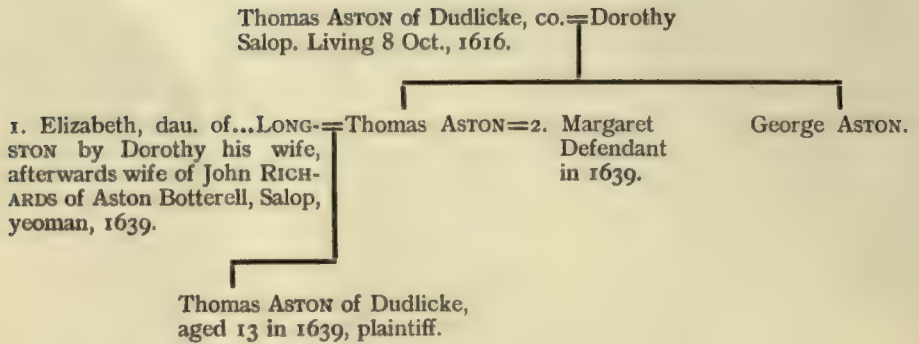 Thomas ASTON of Dudlicke, co.=Dorothy
Salop. Living 8 Oct., 1616.
1. Elizabeth, dau. of...LONG-=Thomas ASTON=2. Margaret George ASTON.
STON by Dorothy his wife, Defendant
afterwards wife of John RICH- in 1639.
ARDS of Aston Botterell, Salop,
yeoman, 1639.
Thomas ASTON of Dudlicke,
aged 13 in 1639, plaintiff.